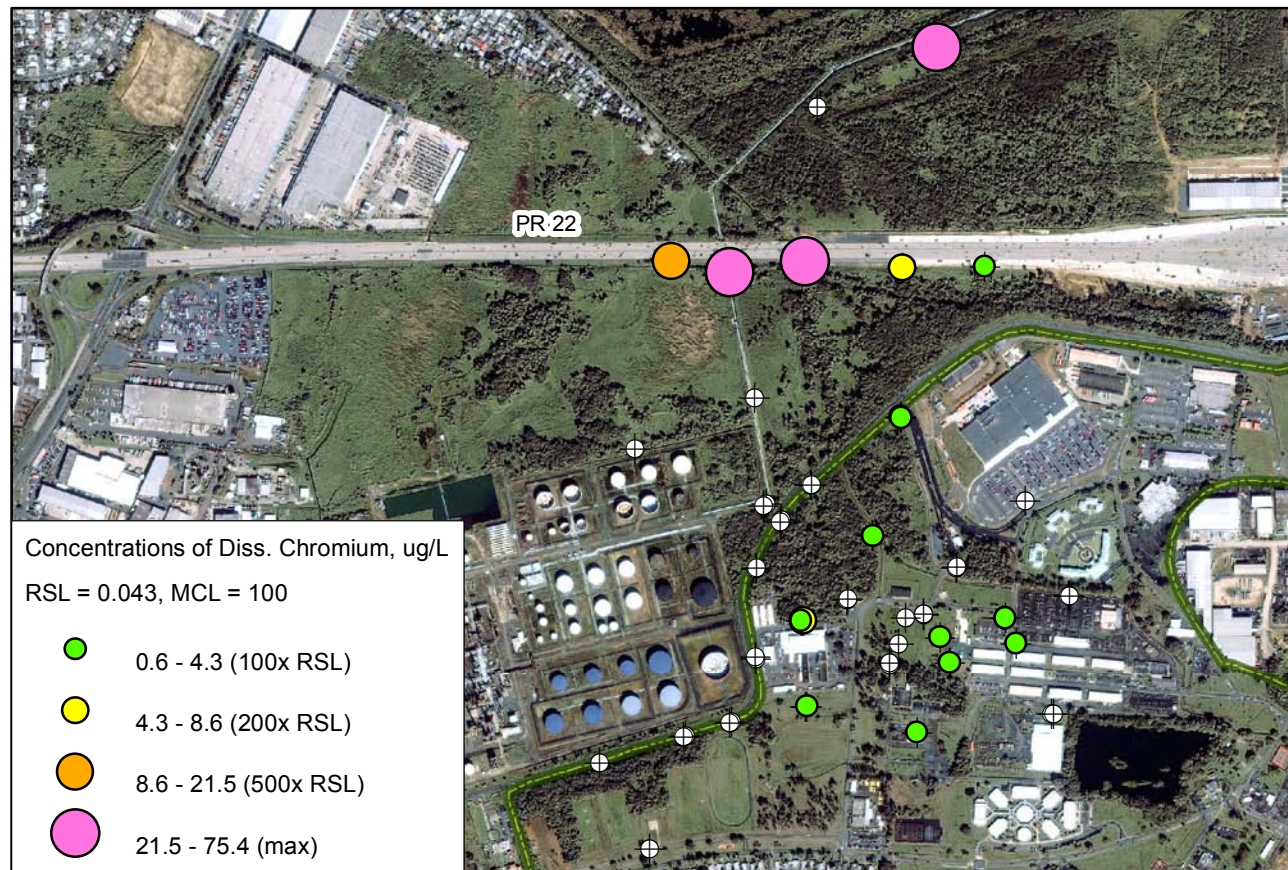 PR 22
Concentrations of Diss. Chromium, ug/L
RSL = 0.043, MCL = 100
0.6 - 4.3 (100x RSL)
4.3 - 8.6 (200x RSL)
8.6 - 21.5 (500x RSL)
21.5 - 75.4 (max)